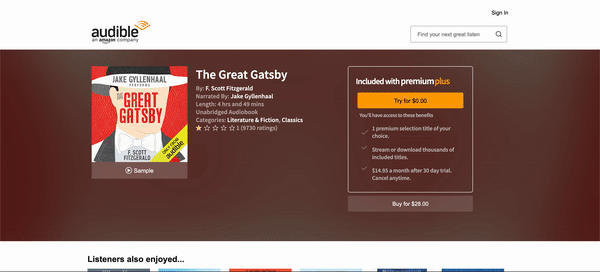 Sign In
audible
an amazon company
Find your next great listen
JAKE GYLLENHAAL
PERFORMS
THE
GREAT
GATSBY
F. SCOTT
FITZGERALD
ONLY FROM
AUDIBLE
Sample
The Great Gatsby
By: F. Scott Fitzgerald
Narrated By: Jake Gyllenhaal
Length: 4 hrs and 49 mins
Unabridged Audiobook
Categories: Literature & Fiction, Classics
1 (9730 ratings)
Included with premium plus
Try for $0.00
You'll have access to these benefits
1 premium selection title of your
choice.
Stream or download thousands of
included titles.
$14.95 a month after 30 day trial.
Cancel anytime.
Buy for $28.00
Listeners also enjoyed...